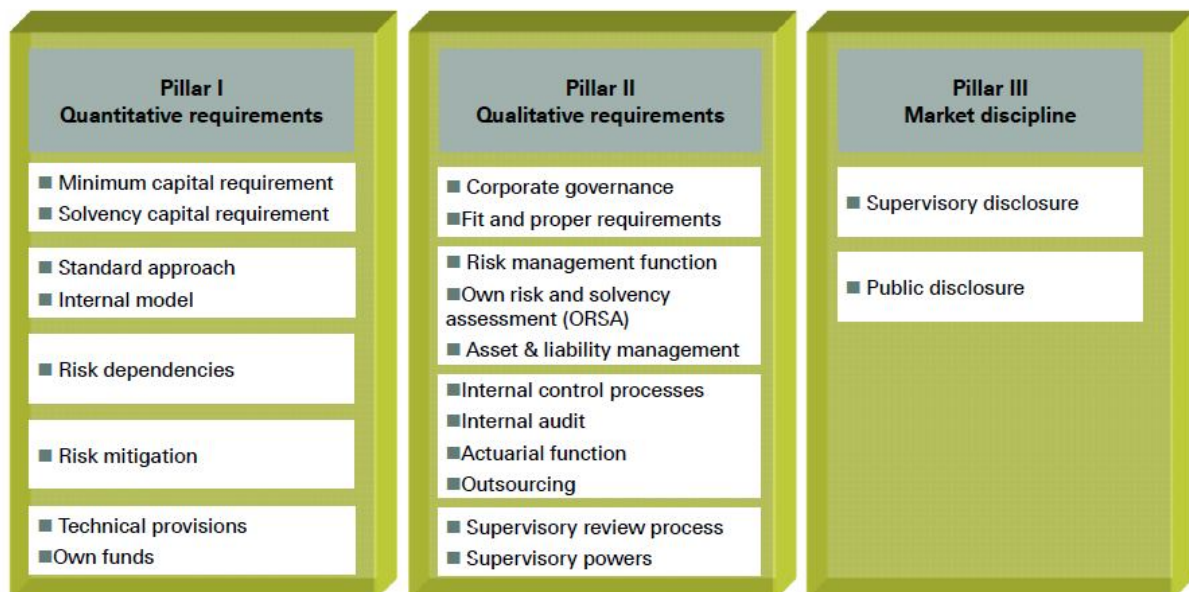 Pillar I
Quantitative requirements
■ Minimum capital requirement
■ Solvency capital requirement
■ Standard approach
■ Internal model
■ Risk dependencies
■ Risk mitigation
■ Technical provisions
■Own funds
Pillar II
Qualitative requirements
■ Corporate governance
■Fit and proper requirements
■ Risk management function
■Own risk and solvency
assessment (ORSA)
■ Asset & liability management
■Internal control processes
■Internal audit
■Actuarial function
■Outsourcing
■ Supervisory review process
■ Supervisory powers
Pillar III
Market discipline
■ Supervisory disclosure
■ Public disclosure